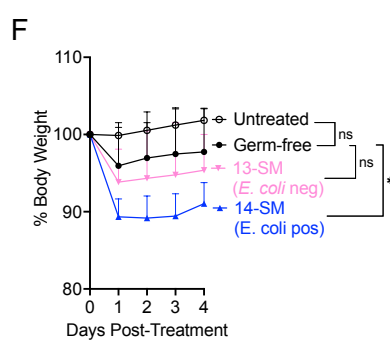 F
110
100
90
80
% Body Weight
0 1 2 3 4
Days Post-Treatment
Untreated
Germ-free
13-SM
(E. coli neg)
14-SM
(E. coli pos)
ns
ns
*